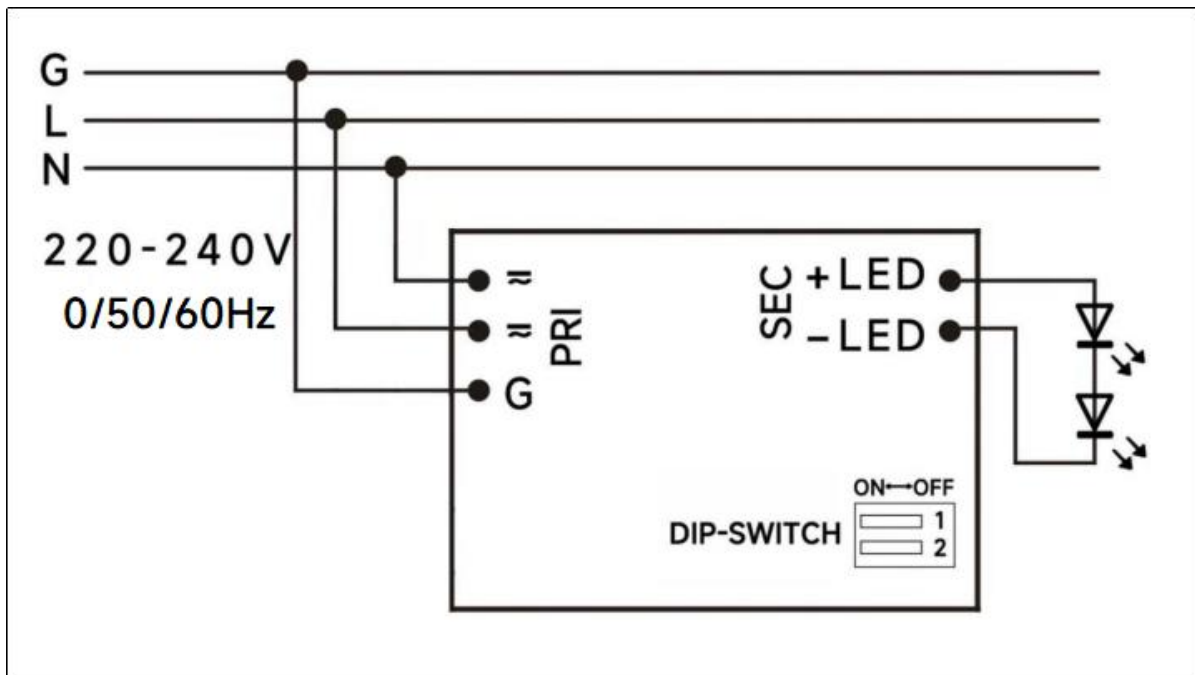 G
L
N
220-240V
0/50/60Hz
≂
≂
G
PRI
SEC
+LED
-LED
ON↔OFF
DIP-SWITCH
1
2